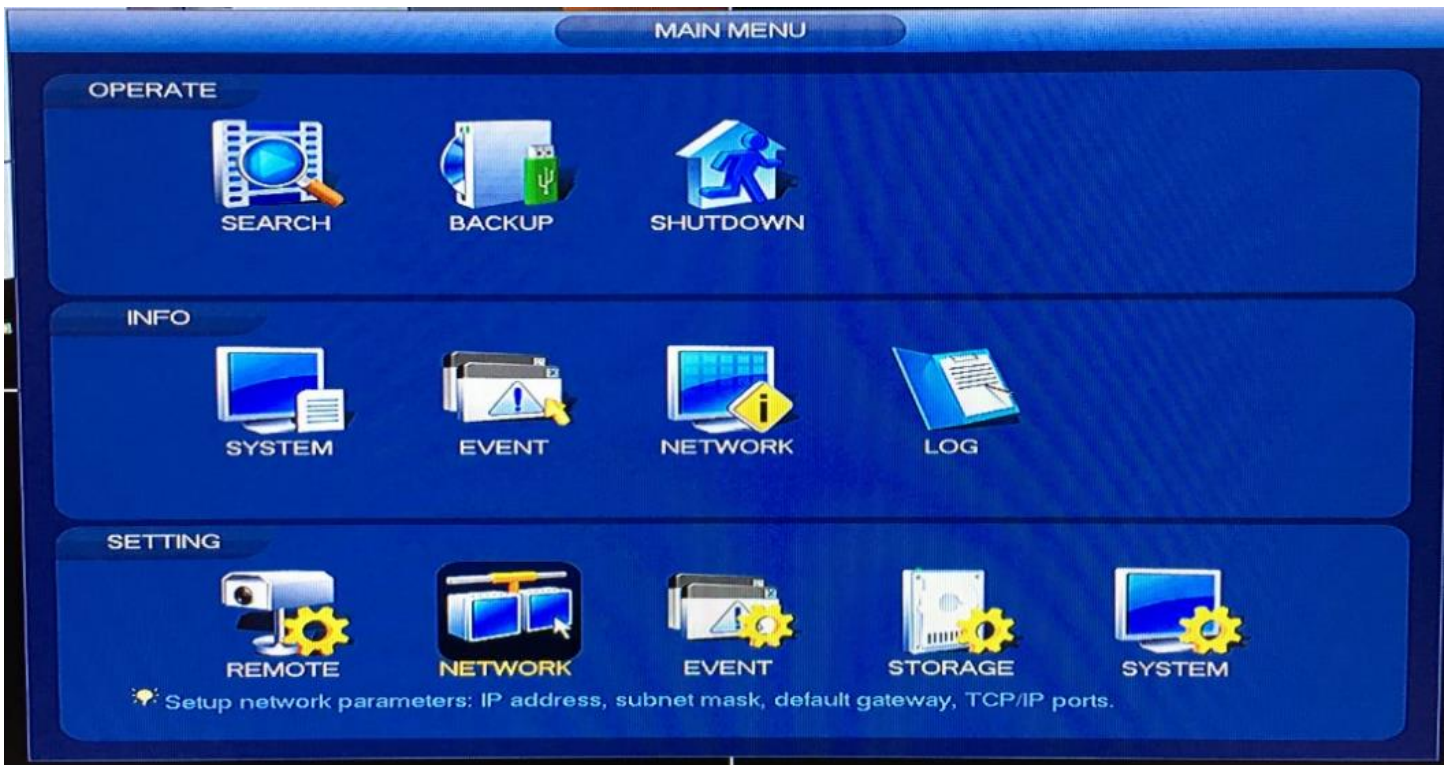 MAIN MENU
OPERATE
SEARCH BACKUP SHUTDOWN
INFO
SYSTEM EVENT NETWORK LOG
SETTING
REMOTE NETWORK EVENT STORAGE SYSTEM
Setup network parameters: IP address, subnet mask, default gateway, TCP/IP ports.